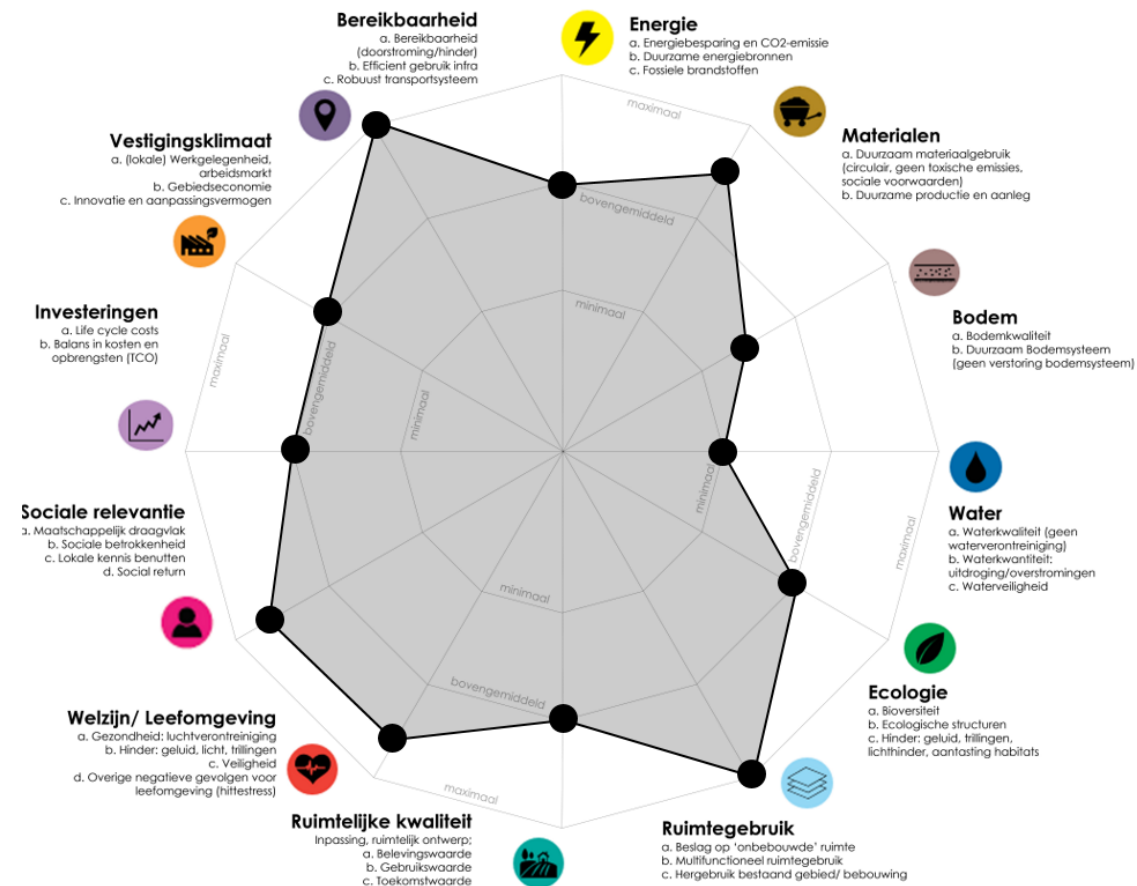 Bereikbaarheid
a. Bereikbaarheid
(doorstroming/hinder)
b. Efficient gebruik infra
c. Robuust transportsysteem
Energie
a. Energiebesparing en CO2-emissie
b. Duurzame energiebronnen
c. Fossiele brandstoffen
Materialen
a. Duurzaam materiaalgebruik
(circulair, geen toxische emissies,
sociale voorwaarden)
b. Duurzame productie en aanleg
Bodem
a. Bodemkwaliteit
b. Duurzaam Bodemsysteem
(geen verstoring bodemsysteem)
Water
a. Waterkwaliteit (geen
waterverontreiniging)
b. Waterkwantiteit:
uitdroging/overstromingen
c. Waterveiligheid
Ecologie
a. Bioversiteit
b. Ecologische structuren
c. Hinder: geluid, trillingen,
lichthinder, aantasting habitats
Ruimtegebruik
a. Beslag op ‘onbebouwde’ ruimte
b. Multifunctioneel ruimtegebruik
c. Hergebruik bestaand gebied/ bebouwing
Ruimtelijke kwaliteit
Inpassing, ruimtelijk ontwerp;
a. Belevingswaarde
b. Gebruikswaarde
c. Toekomstwaarde
Welzijn/ Leefomgeving
a. Gezondheid: luchtverontreiniging
b. Hinder: geluid, licht, trillingen
c. Veiligheid
d. Overige negatieve gevolgen voor
leefomgeving (hittestress)
Sociale relevantie
a. Maatschappelijk draagvlak
b. Sociale betrokkenheid
c. Lokale kennis benutten
d. Social return
Investeringen
a. Life cycle costs
b. Balans in kosten en
opbrengsten (TCO)
Vestigingsklimaat
a. (lokale) Werkgelegenheid,
arbeidsmarkt
b. Gebiedseconomie
c. Innovatie en aanpassingsvermogen
maximaal
bovengemiddeld
minimaal
maximaal
bovengemiddeld
minimaal
minimaal
bovengemiddeld
maximaal
minimaal
bovengemiddeld
maximaal